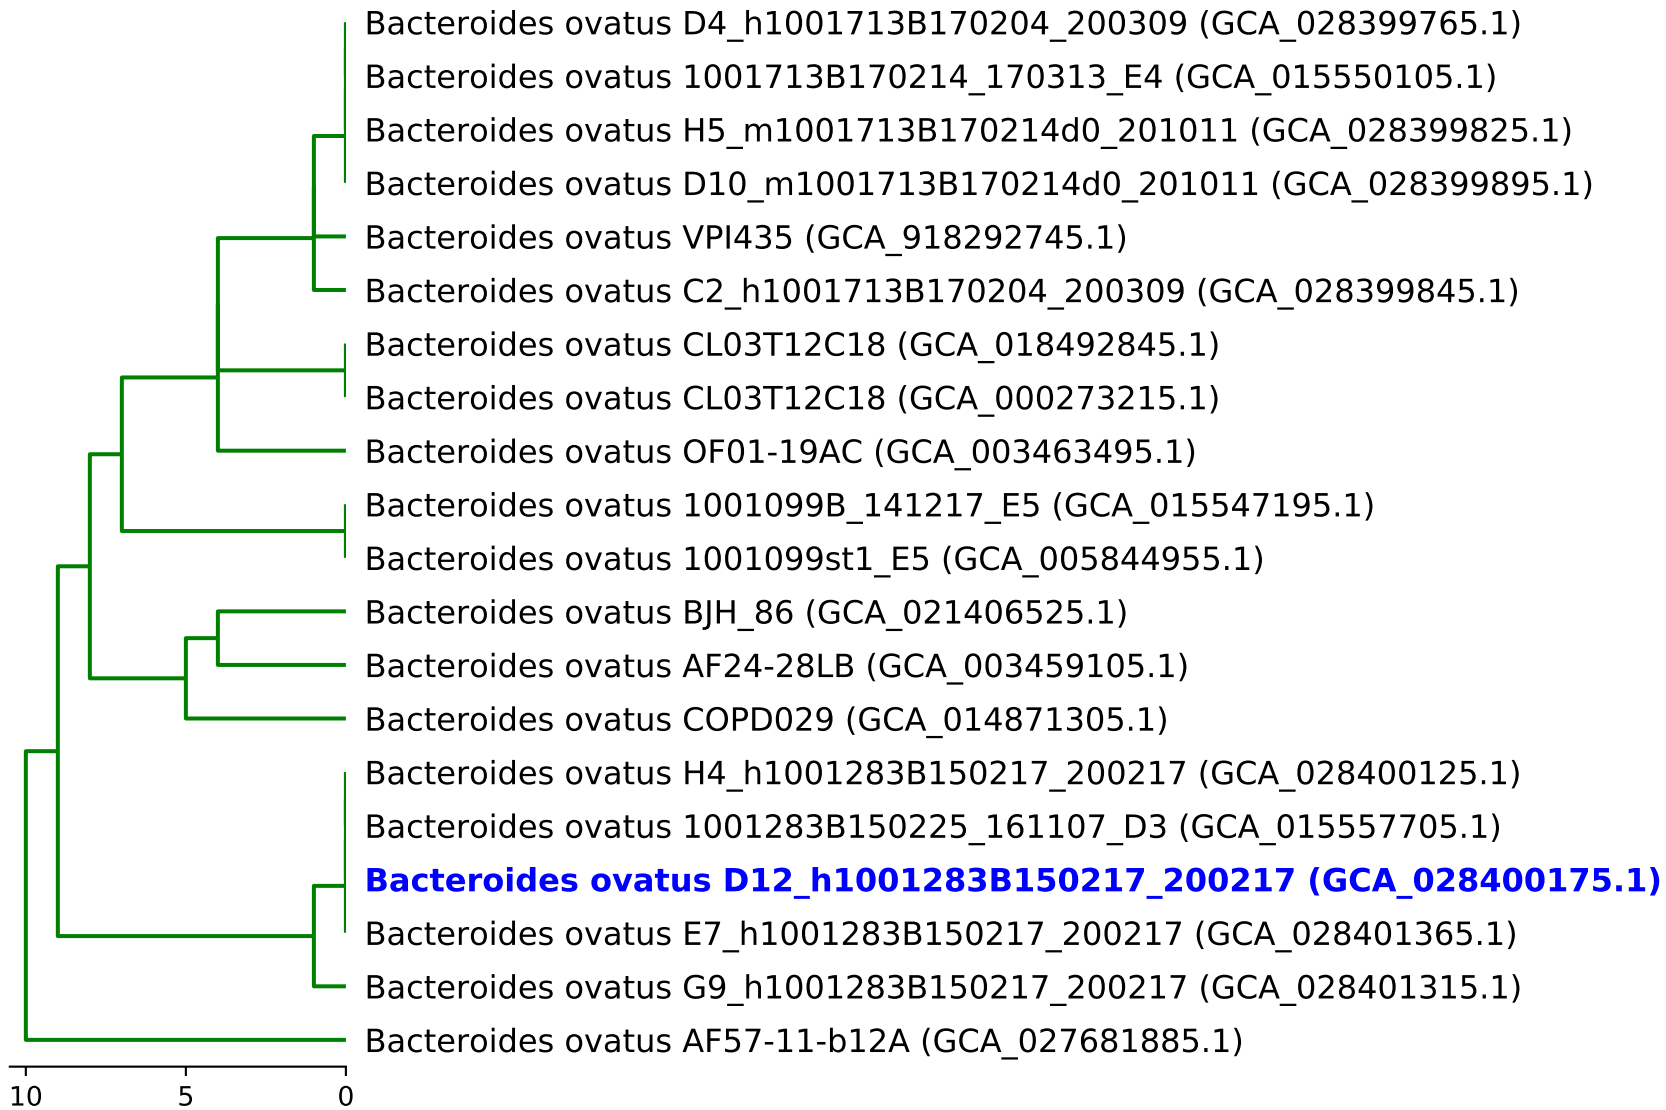 Bacteroides ovatus D4_h1001713B170204_200309 (GCA_028399765.1)
Bacteroides ovatus 1001713B170214_170313_E4 (GCA_015550105.1)
Bacteroides ovatus H5_m1001713B170214d0_201011 (GCA_028399825.1)
Bacteroides ovatus D10_m1001713B170214d0_201011 (GCA_028399895.1)
Bacteroides ovatus VPI435 (GCA_918292745.1)
Bacteroides ovatus C2_h1001713B170204_200309 (GCA_028399845.1)
Bacteroides ovatus CL03T12C18 (GCA_018492845.1)
Bacteroides ovatus CL03T12C18 (GCA_000273215.1)
Bacteroides ovatus OF01-19AC (GCA_003463495.1)
Bacteroides ovatus 1001099B_141217_E5 (GCA_015547195.1)
Bacteroides ovatus 1001099st1_E5 (GCA_005844955.1)
Bacteroides ovatus BJH_86 (GCA_021406525.1)
Bacteroides ovatus AF24-28LB (GCA_003459105.1)
Bacteroides ovatus COPD029 (GCA_014871305.1)
Bacteroides ovatus H4_h1001283B150217_200217 (GCA_028400125.1)
Bacteroides ovatus 1001283B150225_161107_D3 (GCA_015557705.1)
Bacteroides ovatus D12_h1001283B150217_200217 (GCA_028400175.1)
Bacteroides ovatus E7_h1001283B150217_200217 (GCA_028401365.1)
Bacteroides ovatus G9_h1001283B150217_200217 (GCA_028401315.1)
Bacteroides ovatus AF57-11-b12A (GCA_027681885.1)
10 5 0